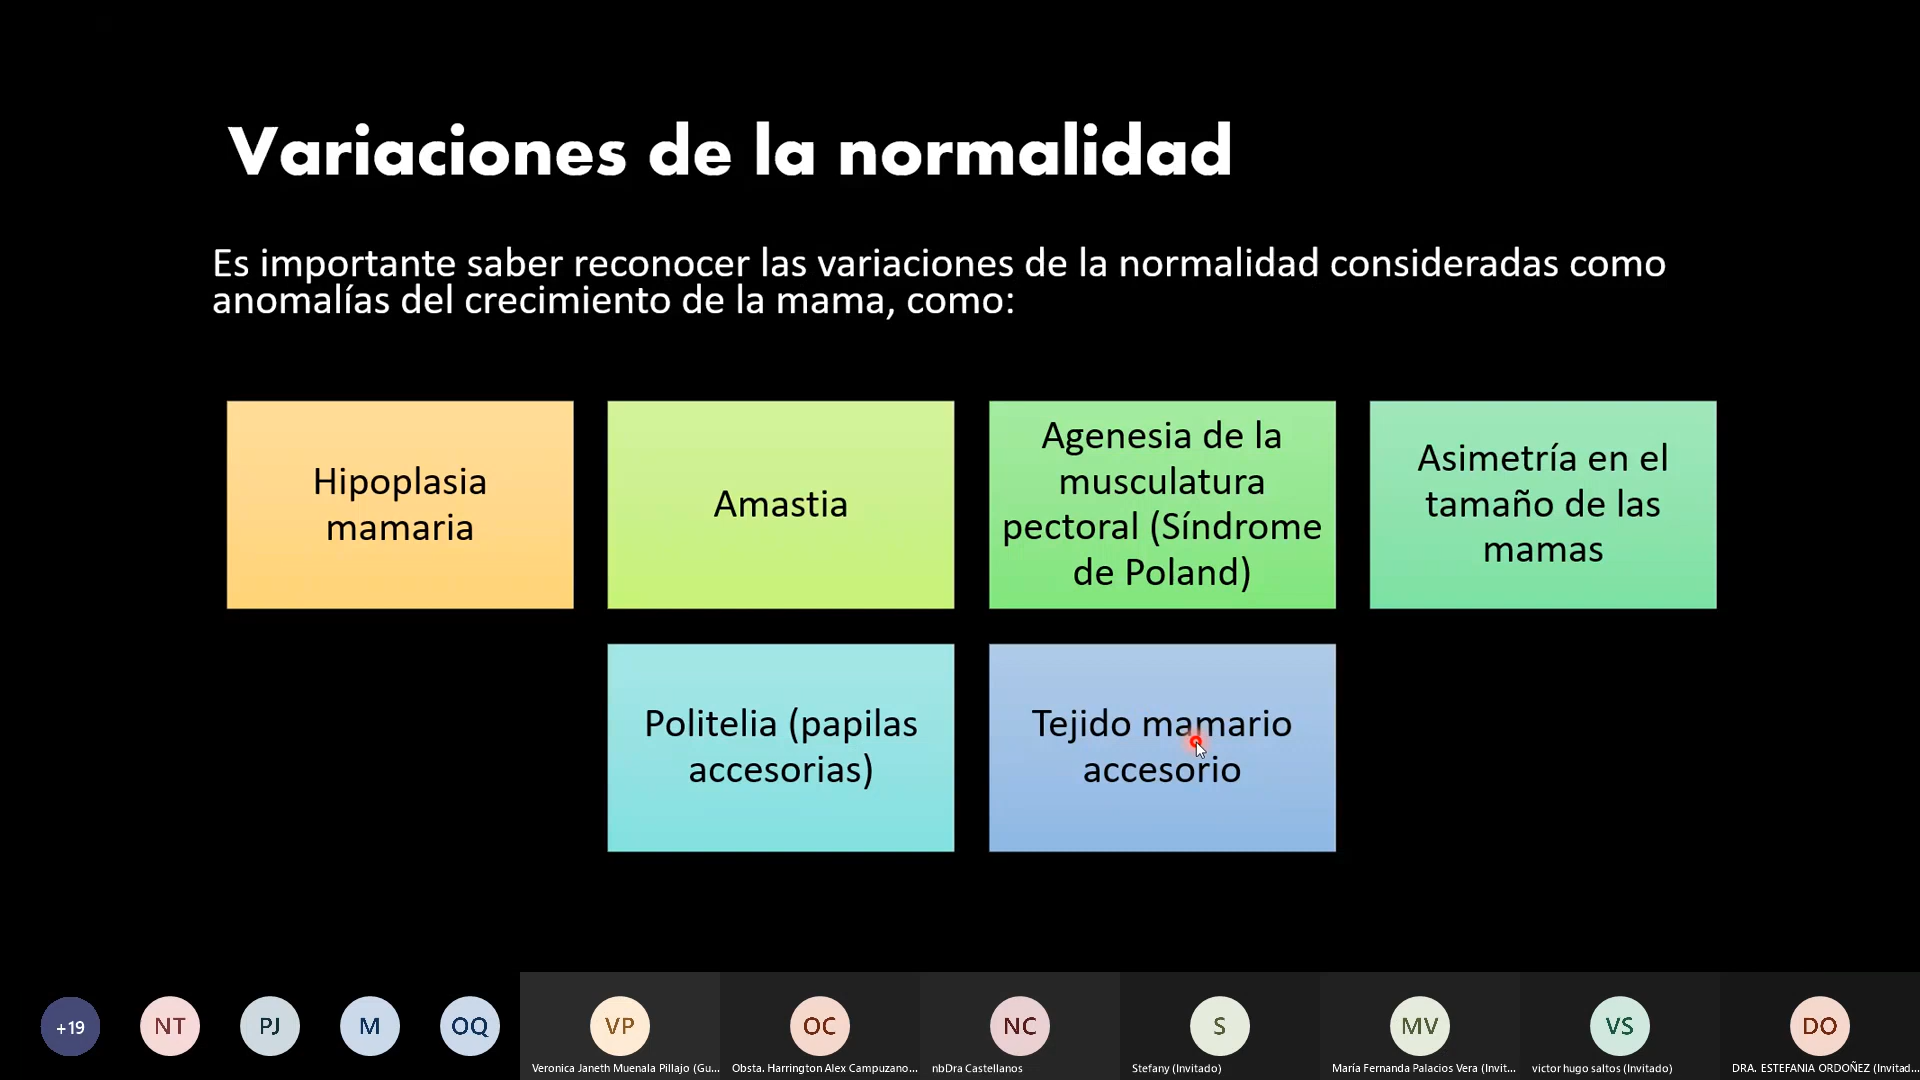 Variaciones de la normalidad
Es importante saber reconocer las variaciones de la normalidad consideradas como
anomalías del crecimiento de la mama, como:
Hipoplasia
mamaria
Amastia
Agenesia de la
musculatura
pectoral (Síndrome
de Poland)
Asimetría en el
tamaño de las
mamas
Politelia (papilas
accesorias)
Tejido mamario
accesorio
+19
NT
PJ
M
OQ
VP
OC
NC
S
MV
VS
DO
Veronica Janeth Muenala Pillajo (Gu...
Obsta. Harrington Alex Campuzano...
nbDra Castellanos
Stefany (Invitado)
María Fernanda Palacios Vera (Invit...
victor hugo saltos (Invitado)
DRA. ESTEFANIA ORDOÑEZ (Invitad...